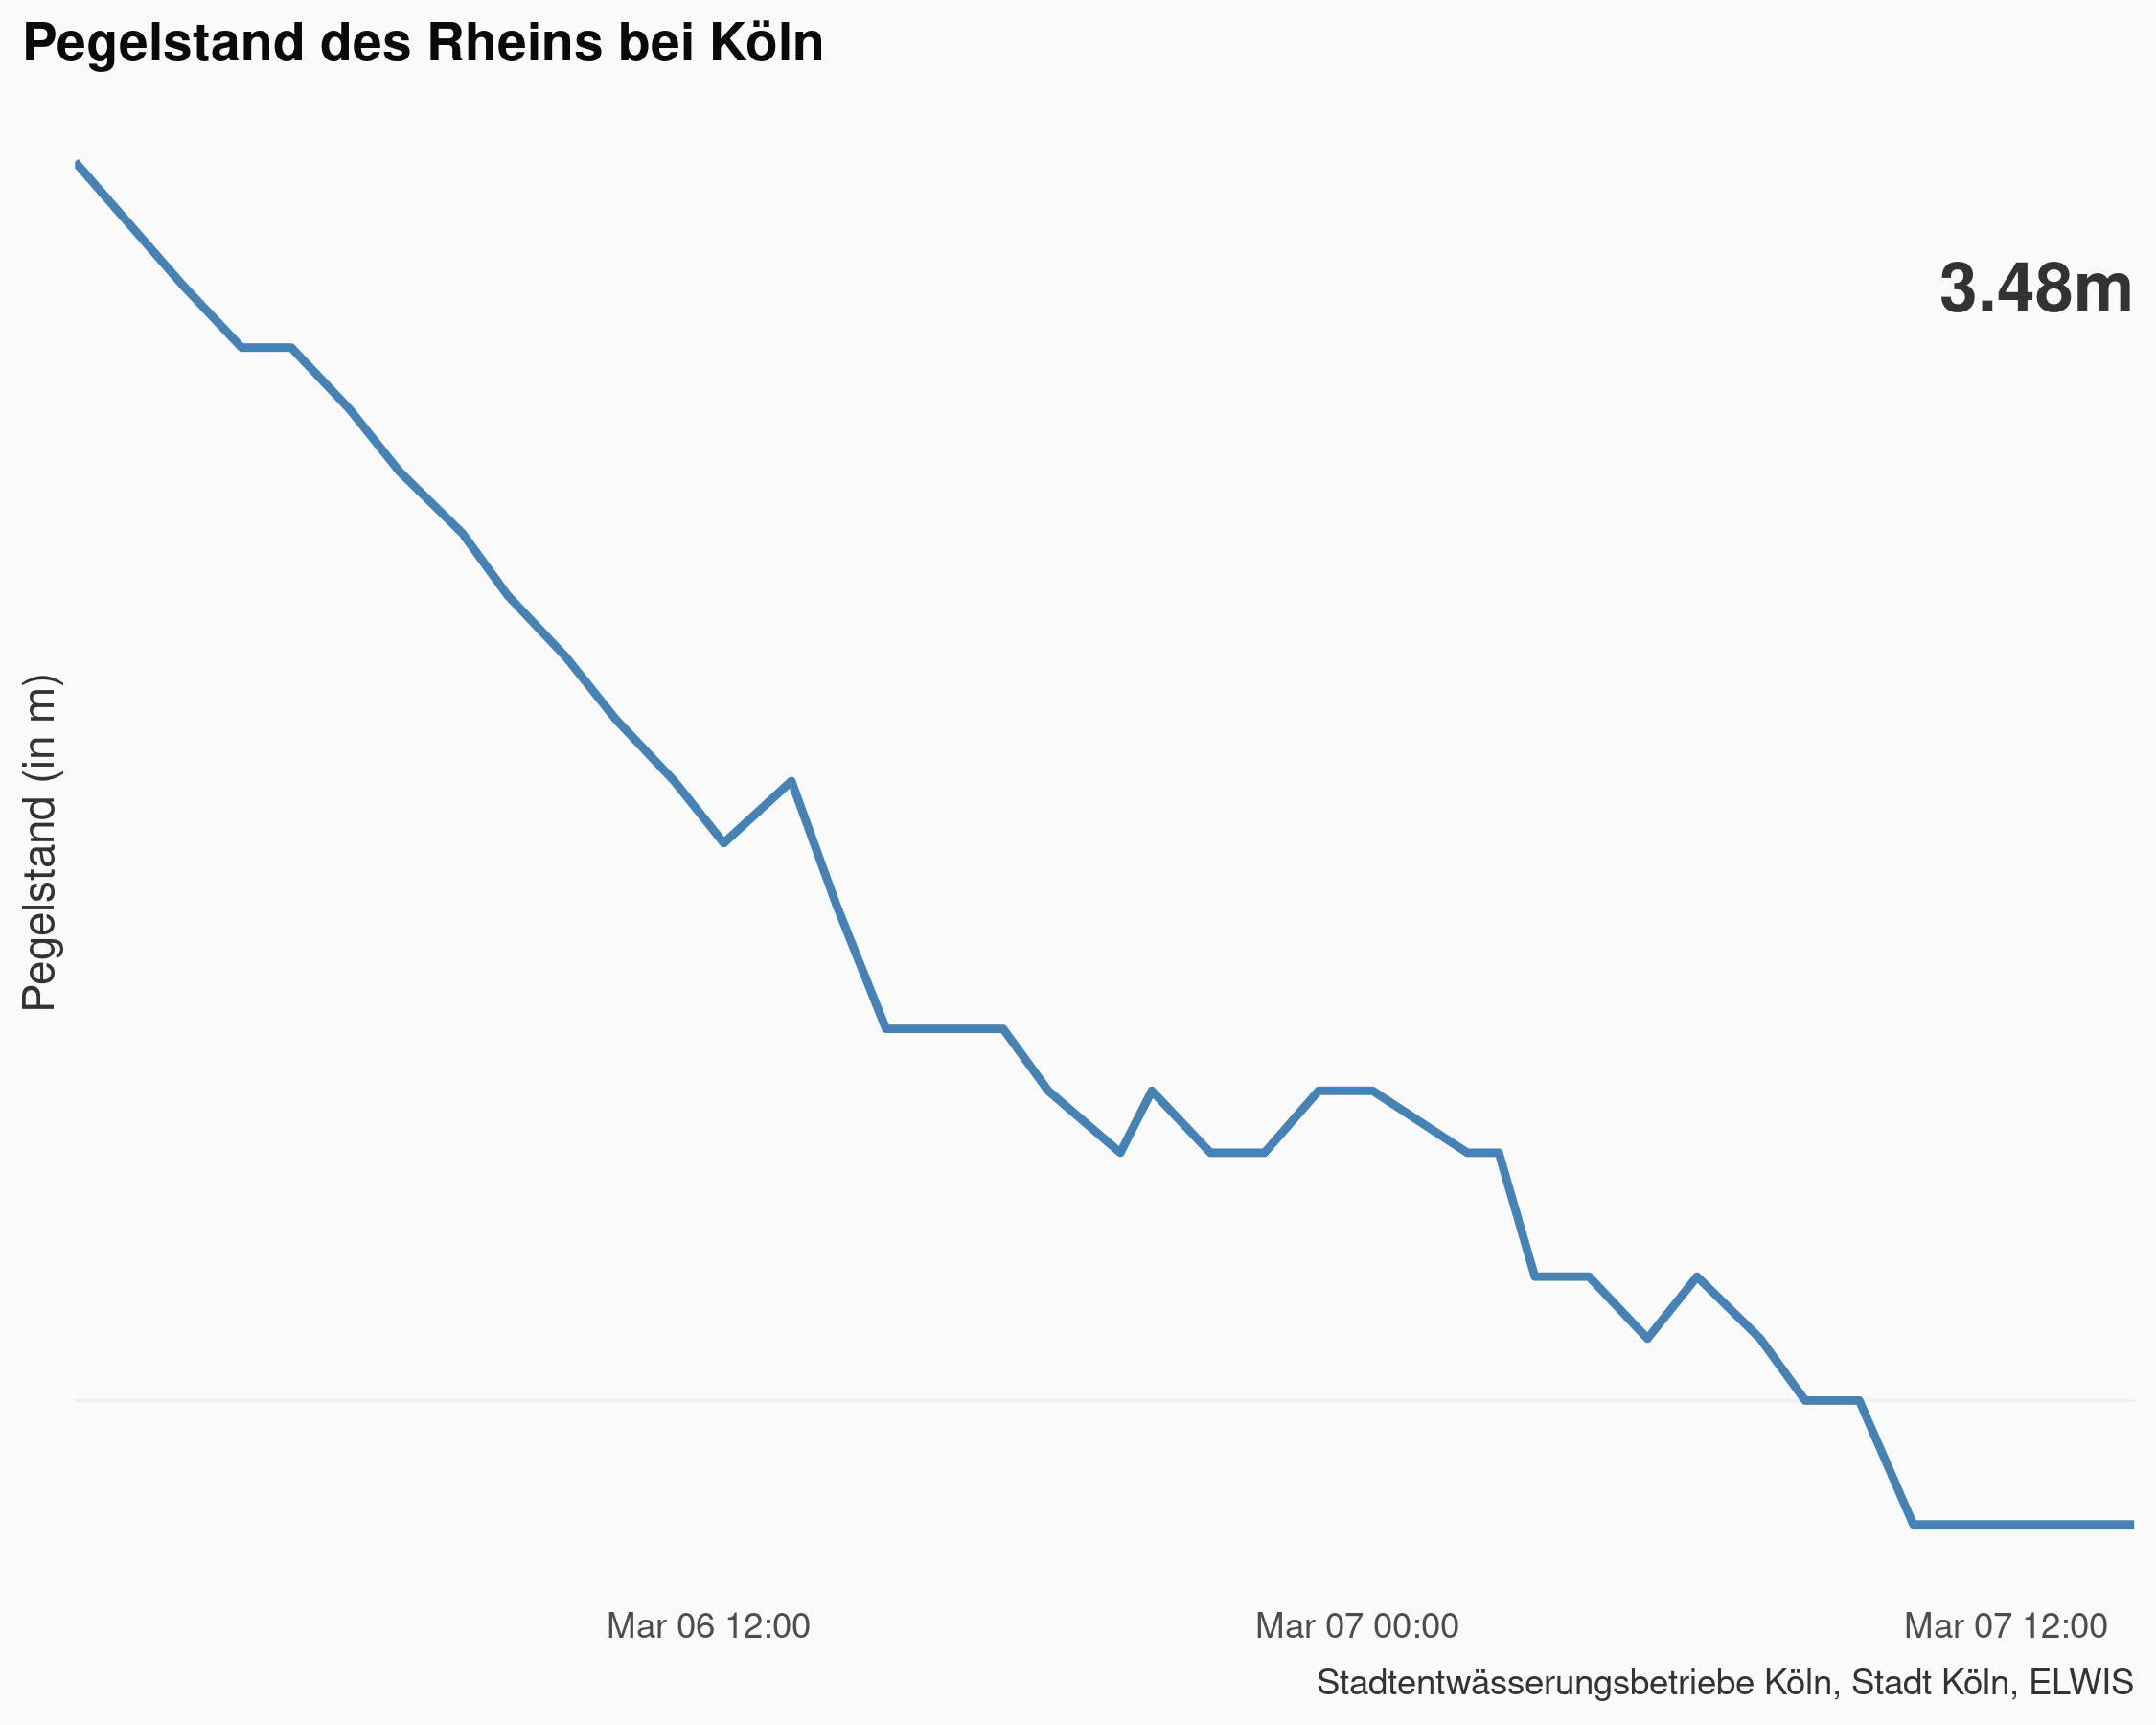 Pegelstand des Rheins bei Köln
3.48m
Pegelstand (in m)
Mar 06 12:00
Mar 07 00:00
Mar 07 12:00
Stadtentwässerungsbetriebe Köln, Stadt Köln, ELWIS